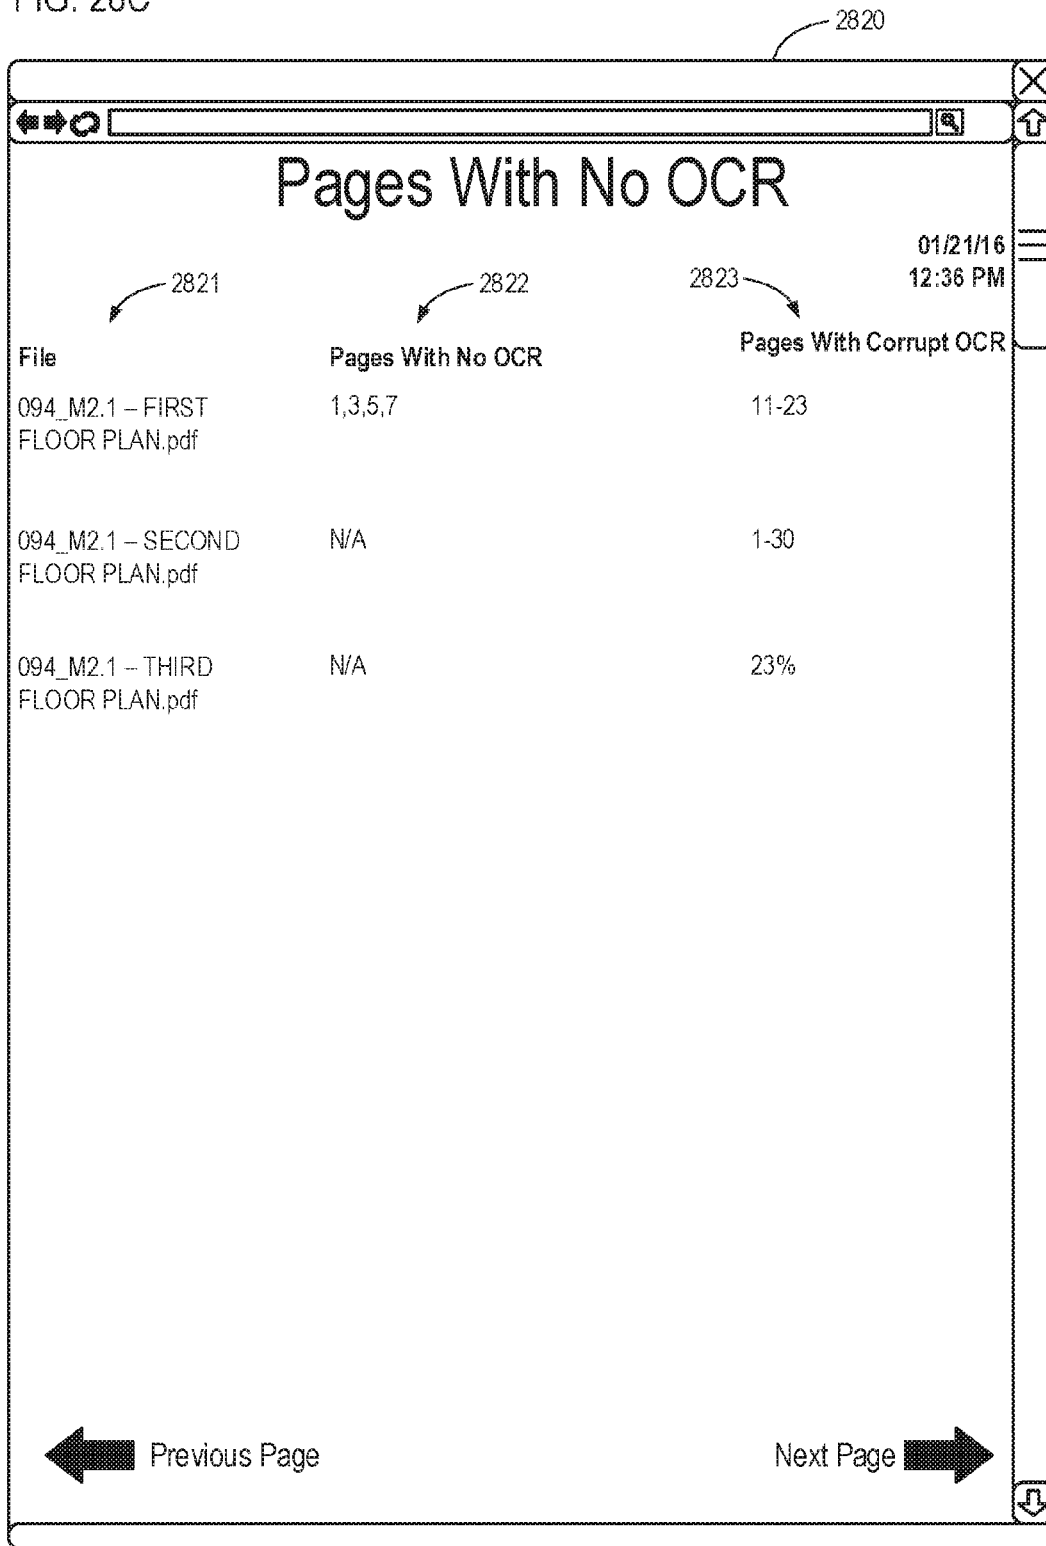 FIG. 28C
2820
Pages With No OCR
01/21/16
12:36 PM
2821
2822
2823
File
Pages With No OCR
Pages With Corrupt OCR
094_M2.1 – FIRST
FLOOR PLAN.pdf
1,3,5,7
11-23
094_M2.1 – SECOND
FLOOR PLAN.pdf
N/A
1-30
094_M2.1 – THIRD
FLOOR PLAN.pdf
N/A
23%
Previous Page
Next Page